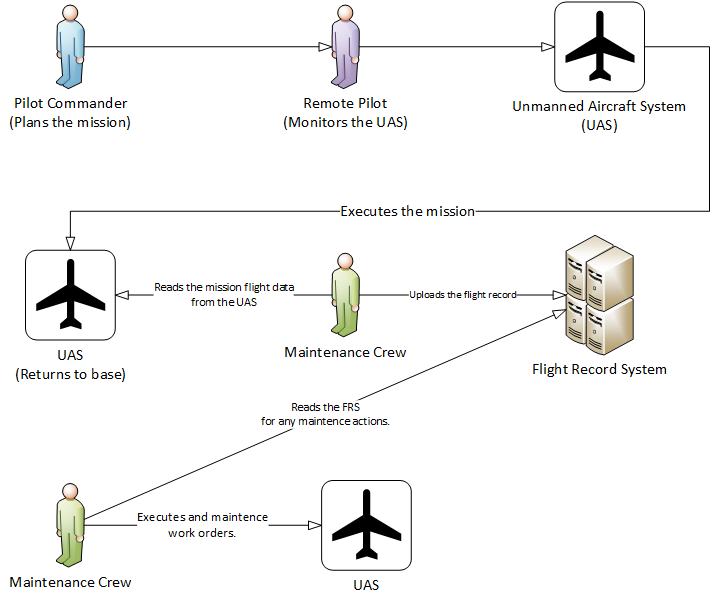 Pilot Commander
(Plans the mission)
Remote Pilot
(Monitors the UAS)
Unmanned Aircraft System
(UAS)
Executes the mission
Reads the mission flight data
from the UAS
Uploads the flight record
UAS
(Returns to base)
Maintenance Crew
Flight Record System
Reads the FRS
for any maintence actions.
Executes and maintence
work orders.
Maintenance Crew
UAS